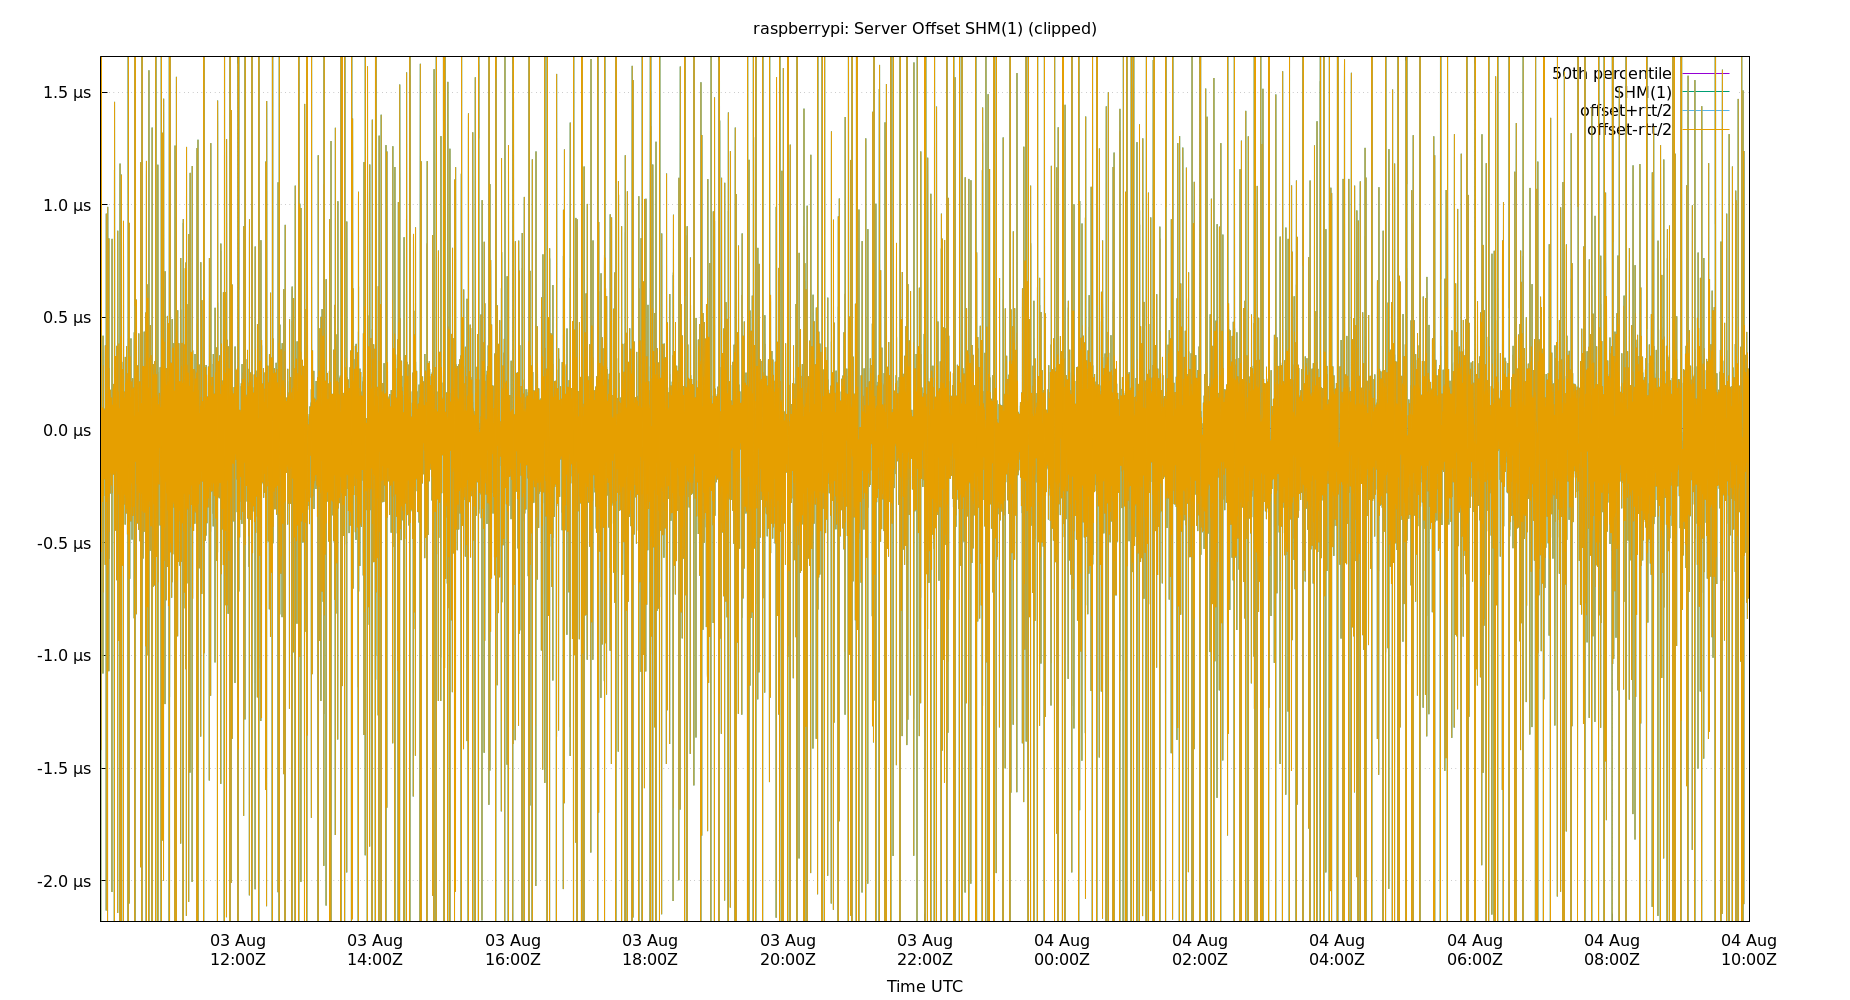 raspberrypi: Server Offset SHM(1) (clipped)
50th percentile
SHM(1)
offset+rtt/2
offset-rtt/2
1.5 µs
1.0 µs
0.5 µs
0.0 µs
-0.5 µs
-1.0 µs
-1.5 µs
-2.0 µs
03 Aug 03 Aug 03 Aug 03 Aug 03 Aug 03 Aug 04 Aug 04 Aug 04 Aug 04 Aug 04 Aug 04 Aug
12:00Z 14:00Z 16:00Z 18:00Z 20:00Z 22:00Z 00:00Z 02:00Z 04:00Z 06:00Z 08:00Z 10:00Z
Time UTC